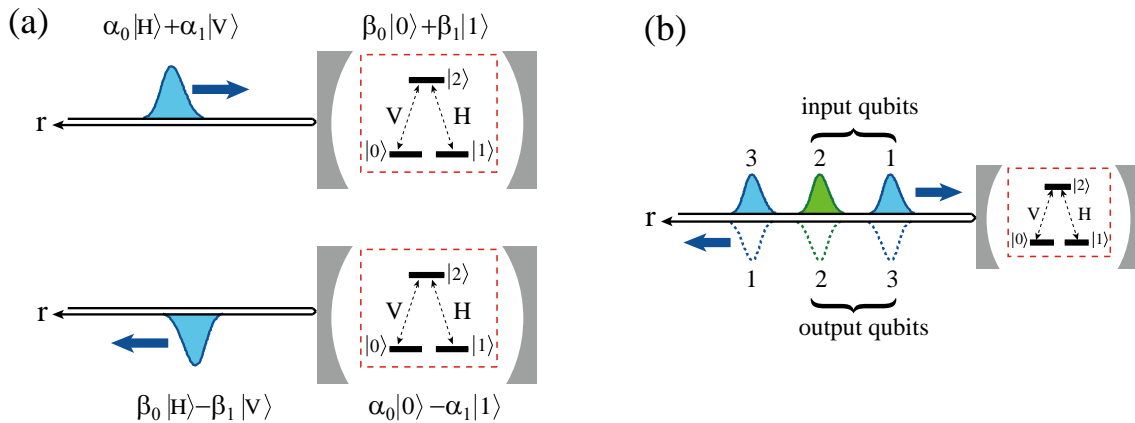 (a)
α₀|H⟩+α₁|V⟩
β₀|0⟩+β₁|1⟩
|2⟩
V H
r
|0⟩ |1⟩
|2⟩
V H
r
|0⟩ |1⟩
β₀|H⟩−β₁|V⟩
α₀|0⟩−α₁|1⟩
(b)
input qubits
3 2 1
|2⟩
V H
r
|0⟩ |1⟩
1 2 3
output qubits